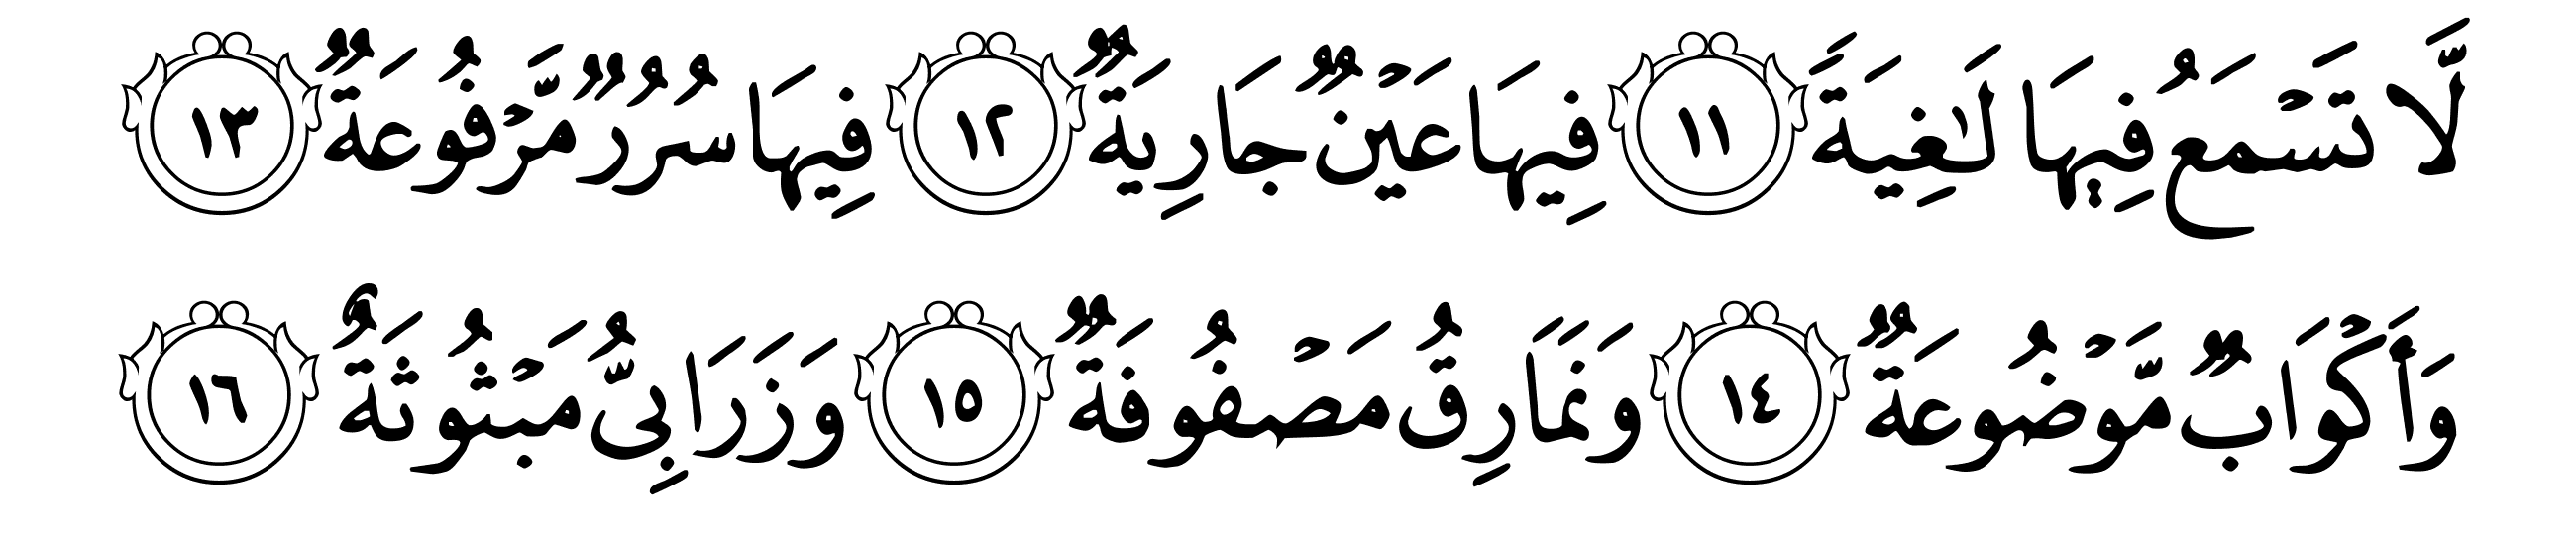 لَّا تَسْمَعُ فِيهَا لَٰغِيَةً ١١ فِيهَا عَيْنٌ جَارِيَةٌ ١٢ فِيهَا سُرُرٌ مَّرْفُوعَةٌ ١٣
وَأَكْوَابٌ مَّوْضُوعَةٌ ١٤ وَنَمَارِقُ مَصْفُوفَةٌ ١٥ وَزَرَابِىُّ مَبْثُوثَةٌ ١٦